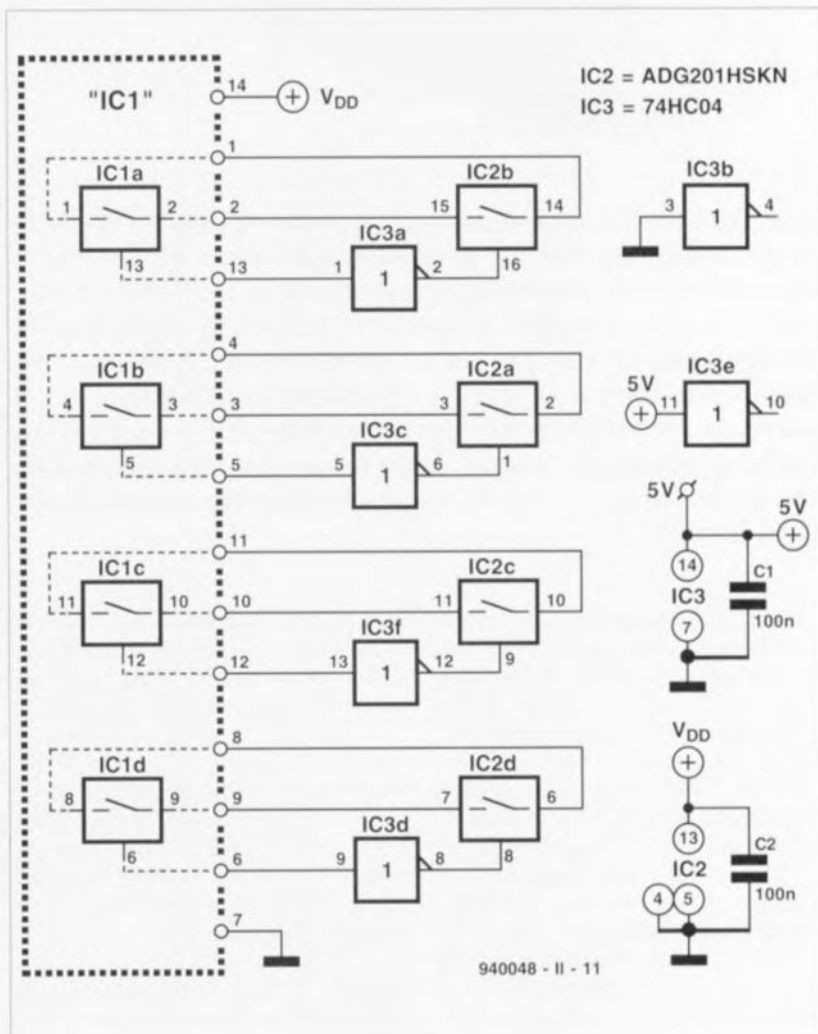 "IC1"
14
+ VDD
IC2 = ADG201HSKN
IC3 = 74HC04
1
IC1a
1 2
13
2
13
IC2b
15 14
16
IC3a
1 1 2
IC3b
3 1 4
4
IC1b
4 3
5
3
5
IC2a
3 2
1
IC3c
5 1 6
IC3e
5V
+ 11 1 10
11
IC1c
11 10
12
10
12
IC2c
11 10
9
IC3f
13 1 12
5V
5V
+
14
IC3
7
C1
100n
8
IC1d
8 9
6
9
6
IC2d
7 6
8
IC3d
9 1 8
7
VDD
+
13
IC2
4 5
C2
100n
940048 - II - 11